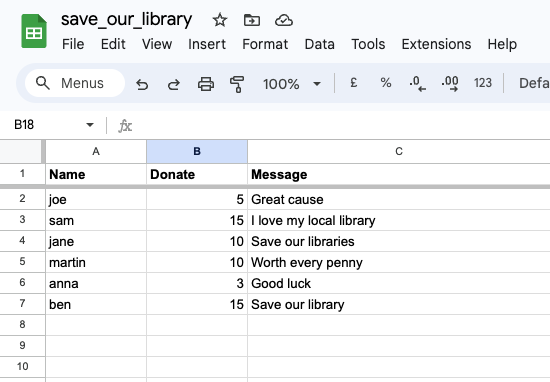 save_our_library
File Edit View Insert Format Data Tools Extensions Help
Menus 100% £ % .0 .00 123 Defa
B18 fx
A B C
1 Name Donate Message
2 joe 5 Great cause
3 sam 15 I love my local library
4 jane 10 Save our libraries
5 martin 10 Worth every penny
6 anna 3 Good luck
7 ben 15 Save our library
8
9
10